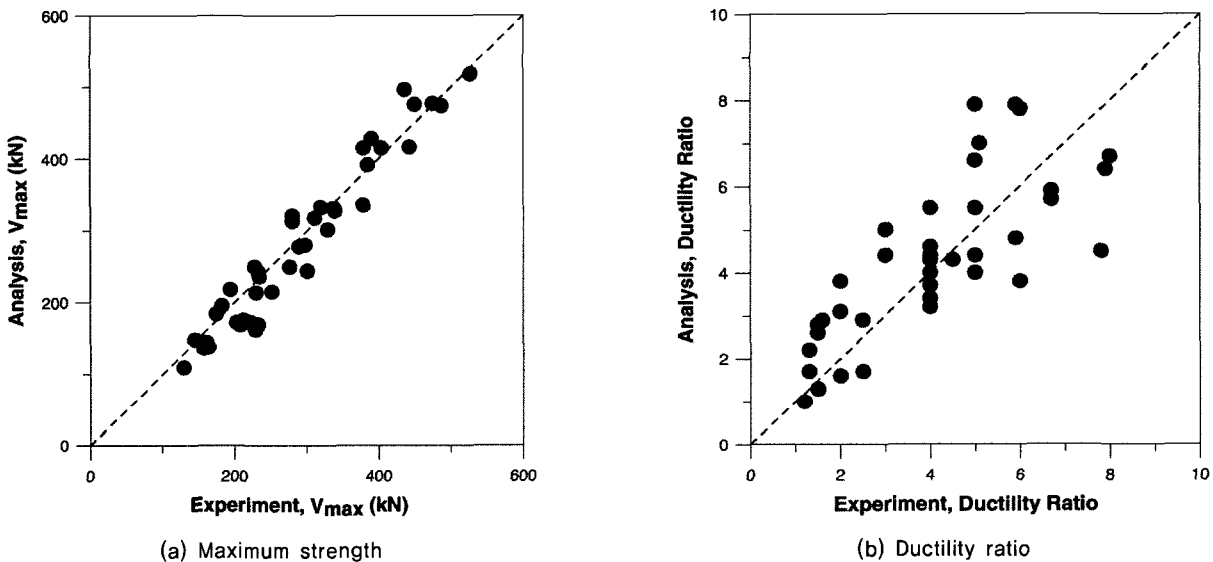 600
400
200
0
Analysis, Vmax (kN)
0 200 400 600
Experiment, Vmax (kN)
(a) Maximum strength
10
8
6
4
2
0
Analysis, Ductility Ratio
0 2 4 6 8 10
Experiment, Ductility Ratio
(b) Ductility ratio